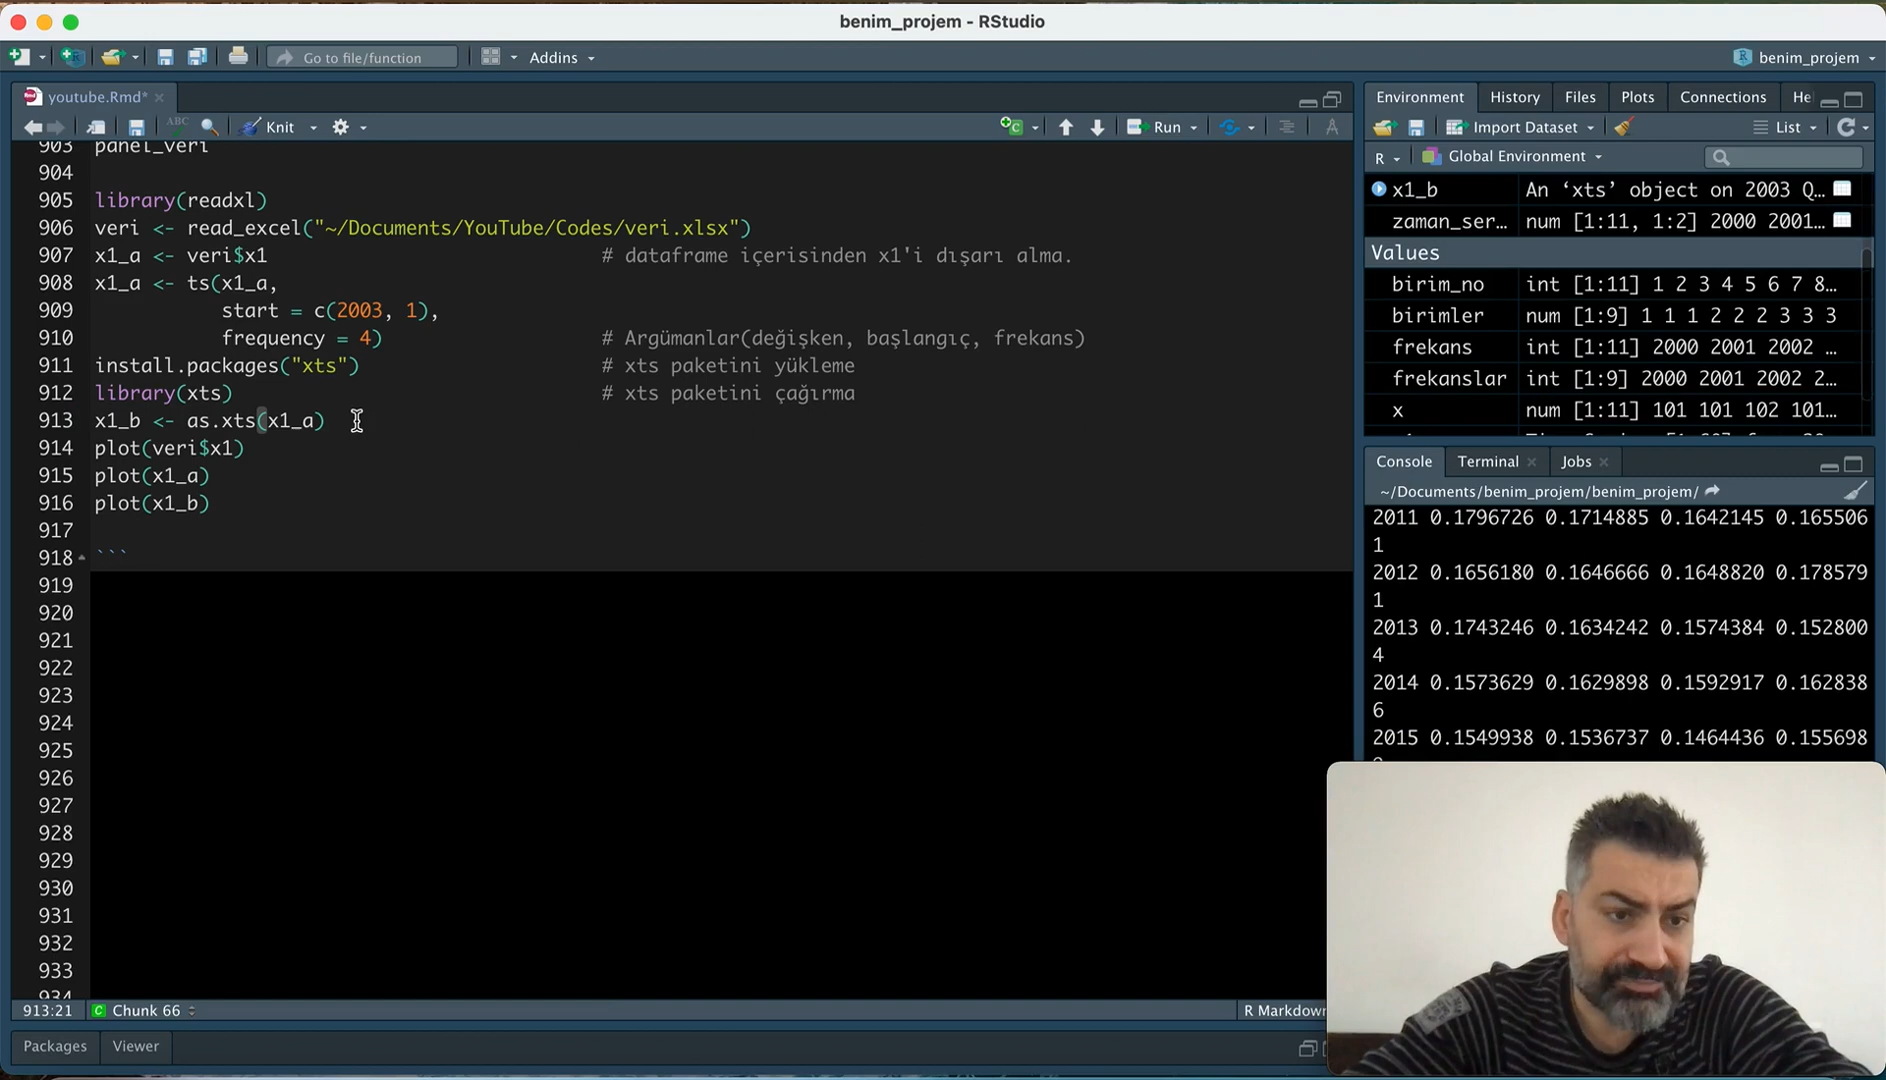 benim_projem - RStudio
Go to file/function
Addins
benim_projem
youtube.Rmd*
Knit
Run
903 panel_veri
904
905 library(readxl)
906 veri <- read_excel("~/Documents/YouTube/Codes/veri.xlsx")
907 x1_a <- veri$x1 # dataframe içerisinden x1'i dışarı alma.
908 x1_a <- ts(x1_a,
909 start = c(2003, 1),
910 frequency = 4) # Argümanlar(değişken, başlangıç, frekans)
911 install.packages("xts") # xts paketini yükleme
912 library(xts) # xts paketini çağırma
913 x1_b <- as.xts(x1_a)
914 plot(veri$x1)
915 plot(x1_a)
916 plot(x1_b)
917
918 ```
919
920
921
922
923
924
925
926
927
928
929
930
931
932
933
934
913:21 Chunk 66 R Markdown
Packages Viewer
Environment History Files Plots Connections He
Import Dataset List
R Global Environment
x1_b An ‘xts’ object on 2003 Q…
zaman_ser… num [1:11, 1:2] 2000 2001…
Values
birim_no int [1:11] 1 2 3 4 5 6 7 8…
birimler num [1:9] 1 1 1 2 2 2 3 3 3
frekans int [1:11] 2000 2001 2002 …
frekanslar int [1:9] 2000 2001 2002 2…
x num [1:11] 101 101 102 101…
Console Terminal Jobs
~/Documents/benim_projem/benim_projem/
2011 0.1796726 0.1714885 0.1642145 0.165506
1
2012 0.1656180 0.1646666 0.1648820 0.178579
1
2013 0.1743246 0.1634242 0.1574384 0.152800
4
2014 0.1573629 0.1629898 0.1592917 0.162838
6
2015 0.1549938 0.1536737 0.1464436 0.155698